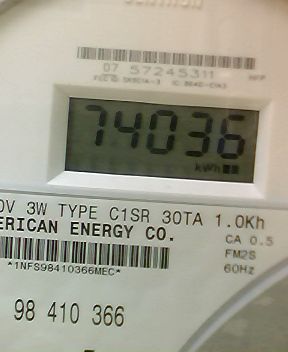 CENTRON
07 57245311
74036
kWh
0V 3W TYPE C1SR 30TA 1.0Kh
ERICAN ENERGY CO.
CA 0.5
FM2S
60Hz
*1NFS98410366MEC*
98 410 366